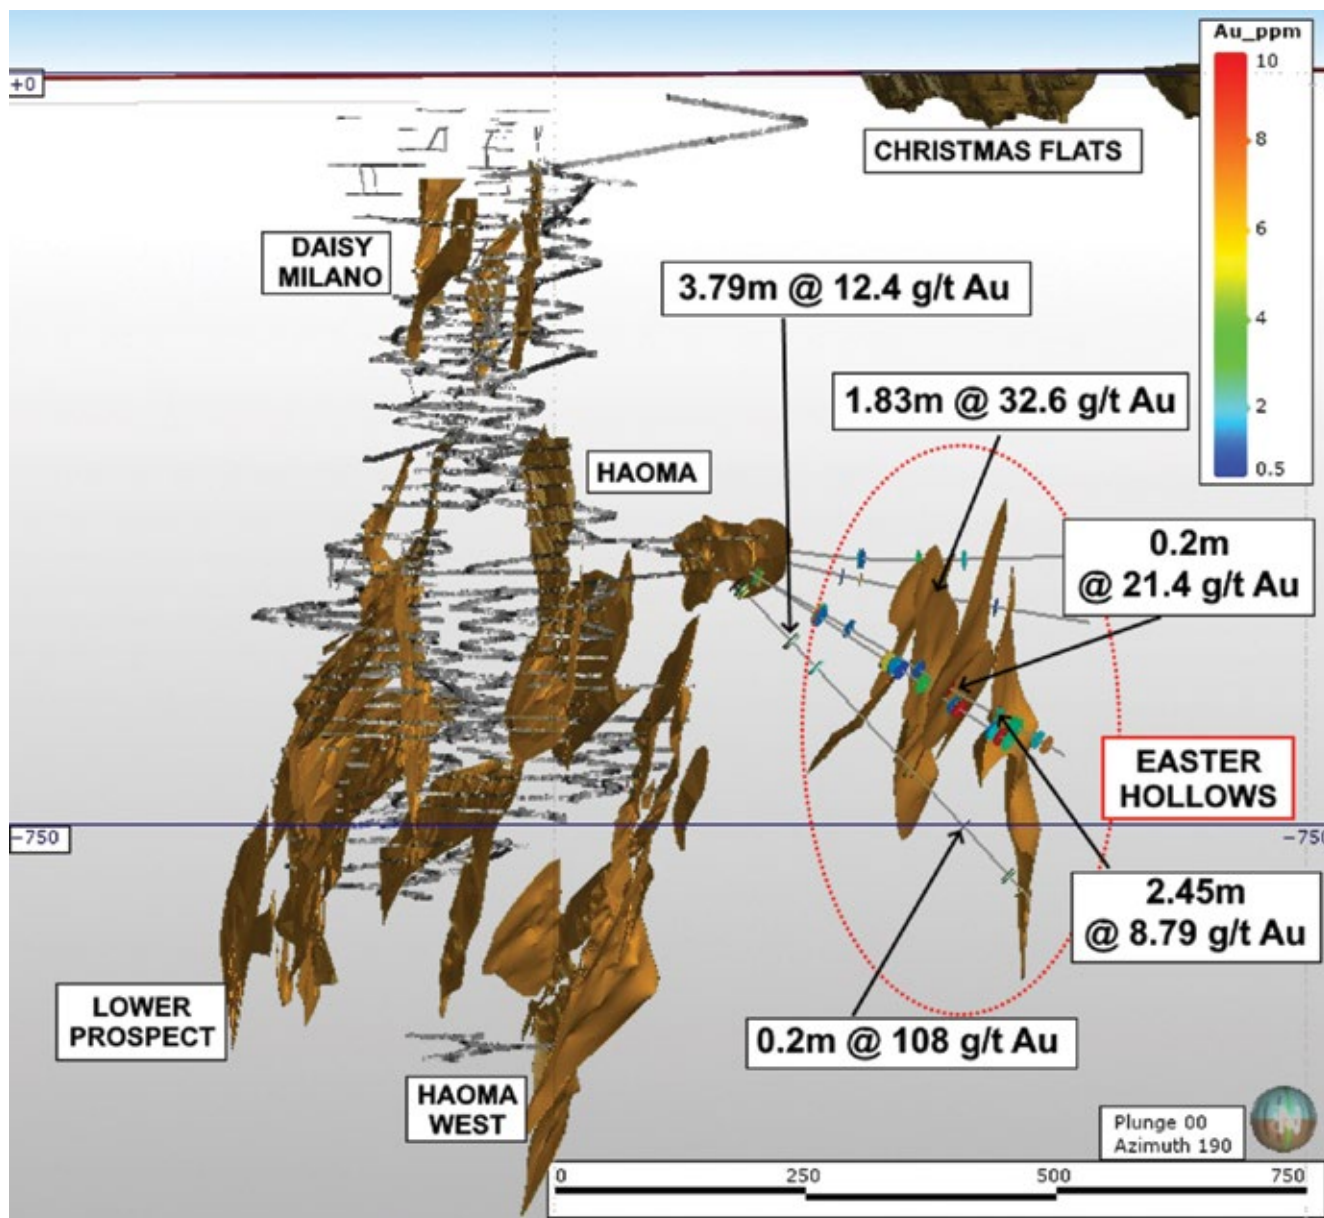 Au_ppm
10
8
6
4
2
0.5
+0
CHRISTMAS FLATS
DAISY
MILANO
3.79m @ 12.4 g/t Au
1.83m @ 32.6 g/t Au
HAOMA
0.2m
@ 21.4 g/t Au
EASTER
HOLLOWS
-750
-750
2.45m
@ 8.79 g/t Au
LOWER
PROSPECT
0.2m @ 108 g/t Au
HAOMA
WEST
Plunge 00
Azimuth 190
0
250
500
750